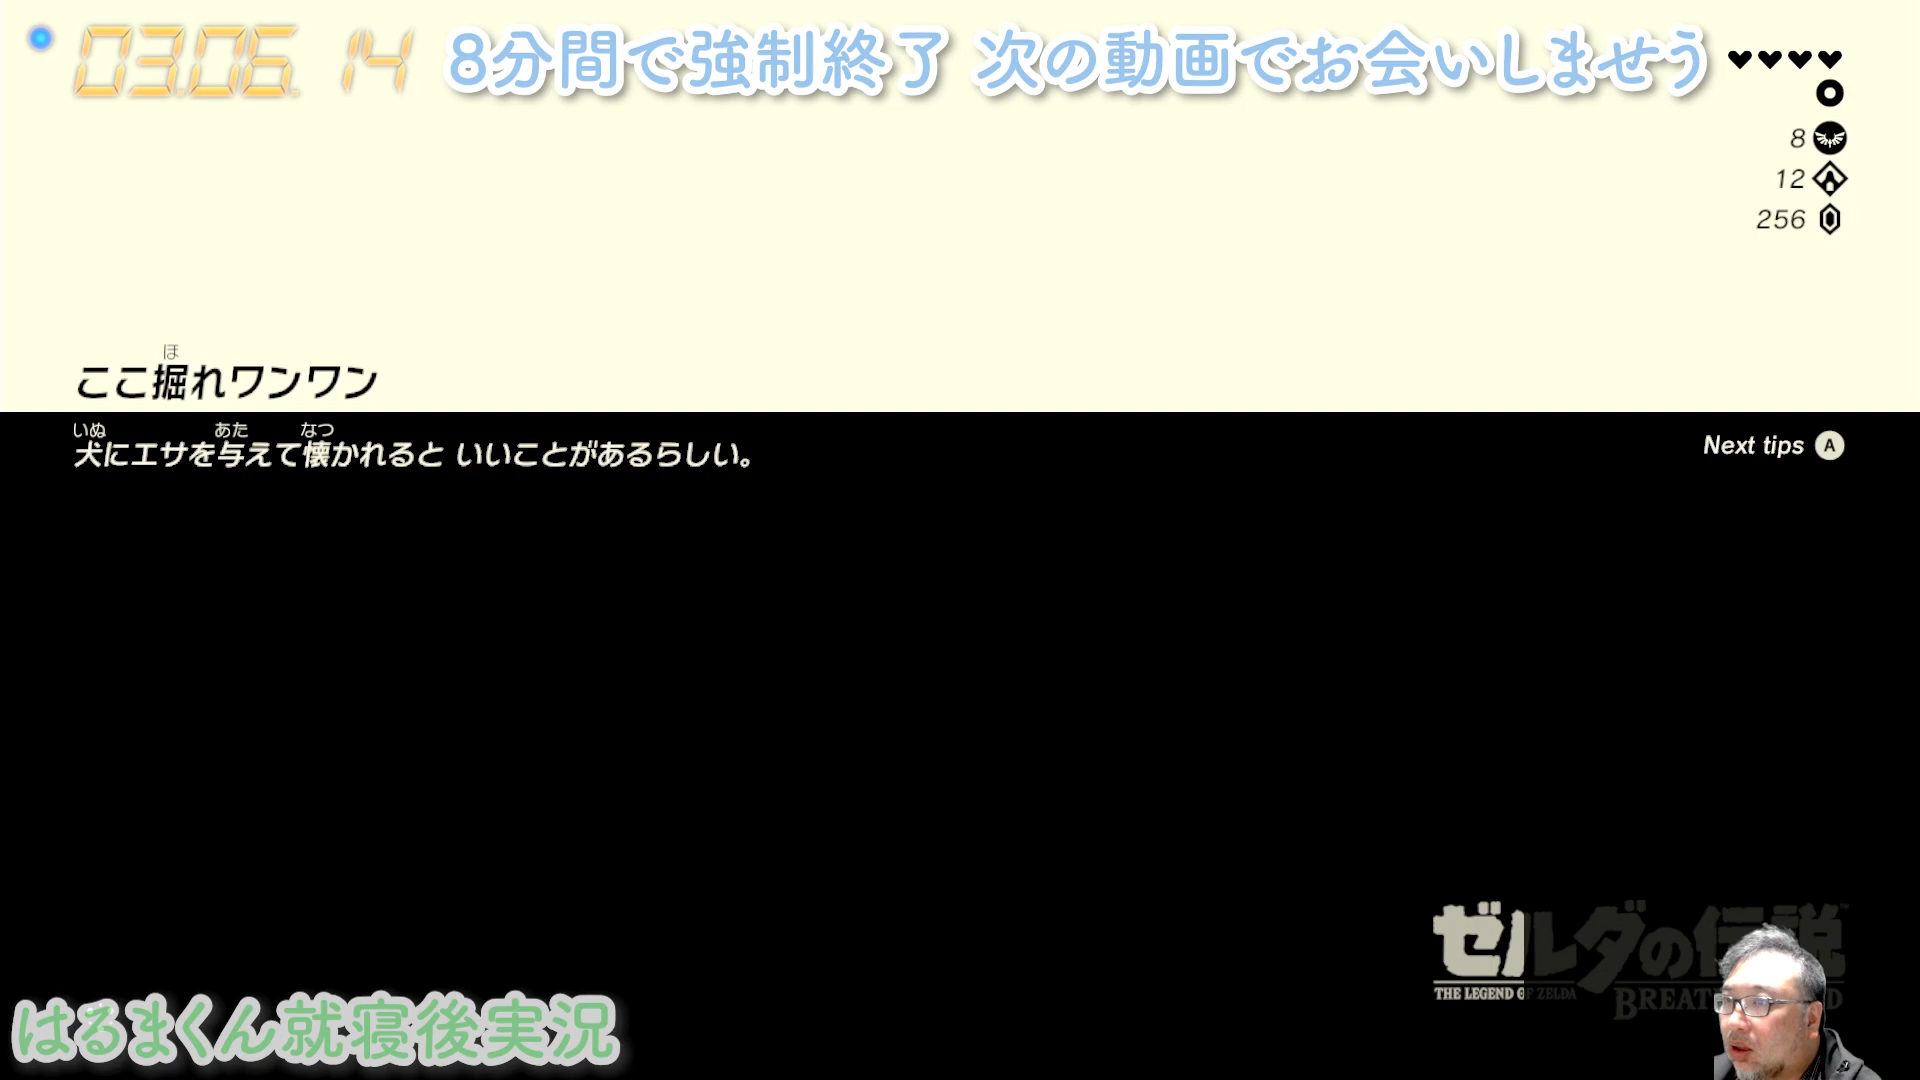 03.06. 14
8分間で強制終了 次の動画でお会いしませう
8
12
256
ほ
ここ掘れワンワン
いぬ あた なつ
犬にエサを与えて懐かれると いいことがあるらしい。
Next tips A
ゼルダの伝説
THE LEGEND OF ZELDA
はるまくん就寝後実況